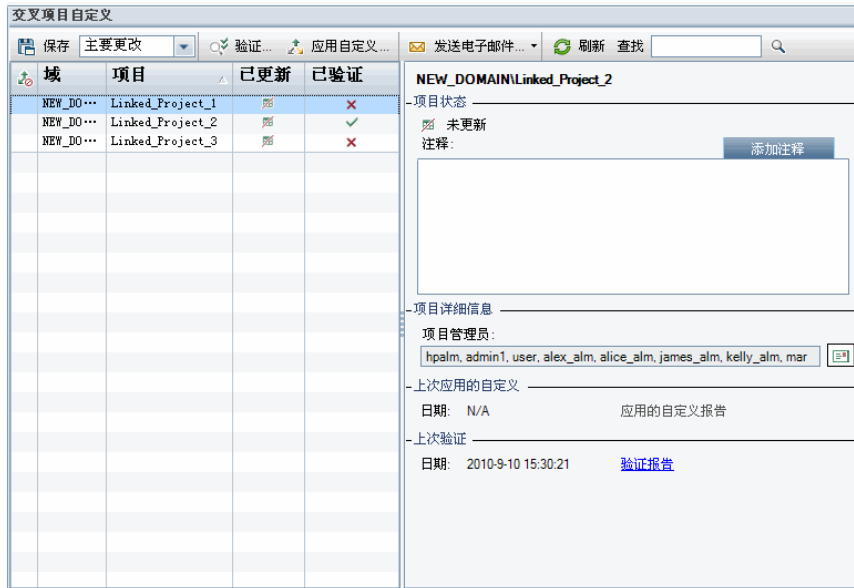 交叉项目自定义
保存 主要更改 验证... 应用自定义... 发送电子邮件... 刷新 查找
域 项目 已更新 已验证
NEW_DO... Linked_Project_1
NEW_DO... Linked_Project_2
NEW_DO... Linked_Project_3
NEW_DOMAIN\Linked_Project_2
项目状态
未更新
注释:
添加注释
项目详细信息
项目管理员:
hpalm, admin1, user, alex_alm, alice_alm, james_alm, kelly_alm, mar
上次应用的自定义
日期: N/A 应用的自定义报告
上次验证
日期: 2010-9-10 15:30:21 验证报告